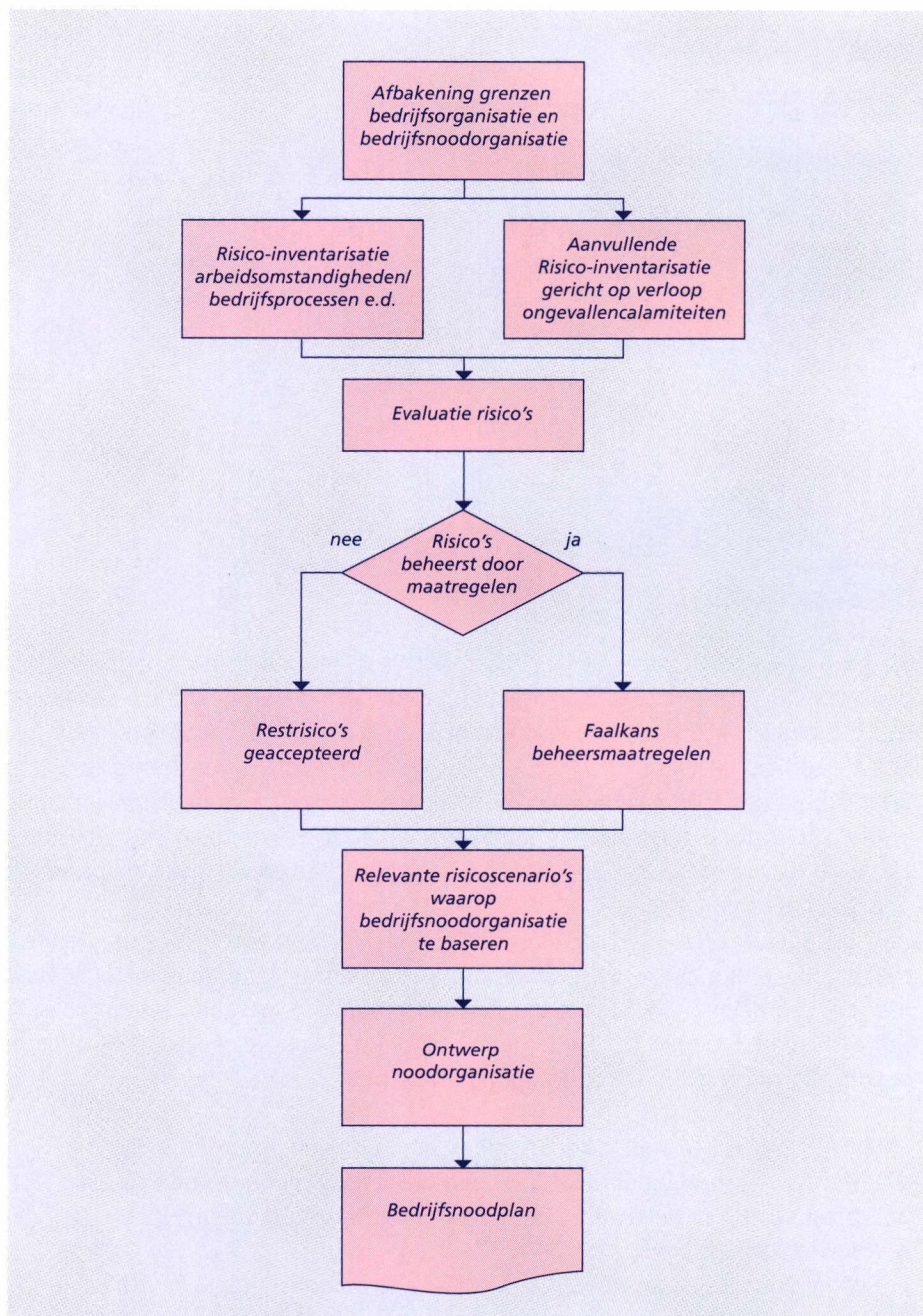 Afbakening grenzen
bedrijfsorganisatie en
bedrijfsnoodorganisatie
Risico-inventarisatie
arbeidsomstandigheden/
bedrijfsprocessen e.d.
Aanvullende
Risico-inventarisatie
gericht op verloop
ongevallencalamiteiten
Evaluatie risico's
nee
Risico's
beheerst door
maatregelen
ja
Restrisico's
geaccepteerd
Faalkans
beheersmaatregelen
Relevante risicoscenario's
waarop
bedrijfsnoodorganisatie
te baseren
Ontwerp
noodorganisatie
Bedrijfsnoodplan